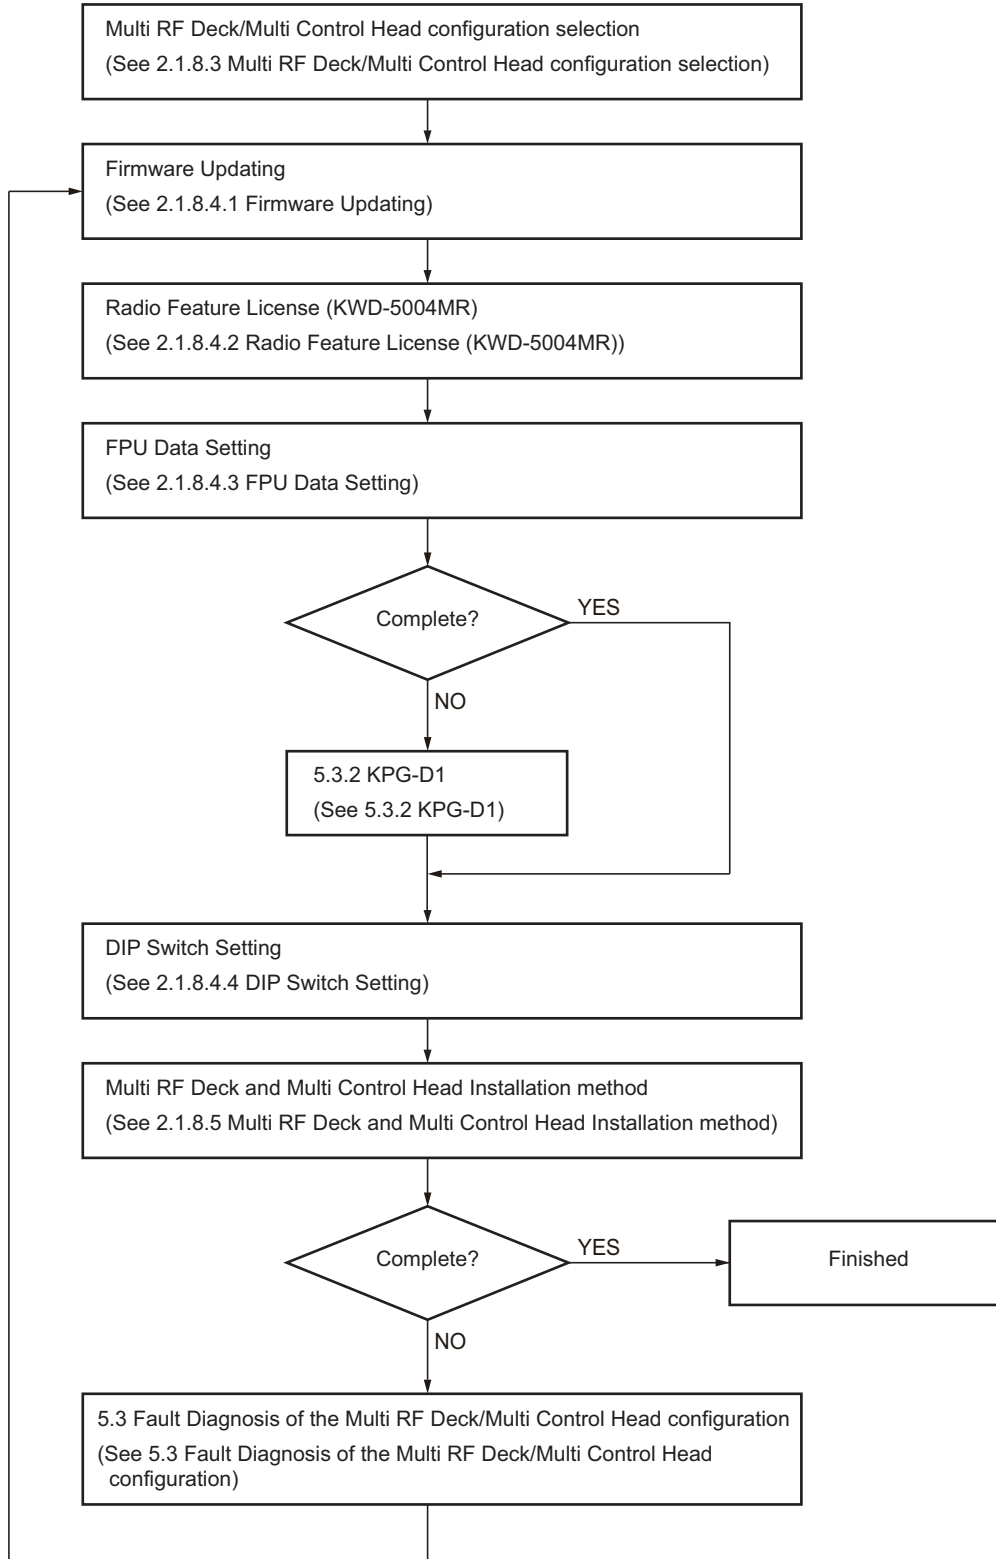 Multi RF Deck/Multi Control Head configuration selection
(See 2.1.8.3 Multi RF Deck/Multi Control Head configuration selection)
Firmware Updating
(See 2.1.8.4.1 Firmware Updating)
Radio Feature License (KWD-5004MR)
(See 2.1.8.4.2 Radio Feature License (KWD-5004MR))
FPU Data Setting
(See 2.1.8.4.3 FPU Data Setting)
Complete?
YES
NO
5.3.2 KPG-D1
(See 5.3.2 KPG-D1)
DIP Switch Setting
(See 2.1.8.4.4 DIP Switch Setting)
Multi RF Deck and Multi Control Head Installation method
(See 2.1.8.5 Multi RF Deck and Multi Control Head Installation method)
Complete?
YES
Finished
NO
5.3 Fault Diagnosis of the Multi RF Deck/Multi Control Head configuration
(See 5.3 Fault Diagnosis of the Multi RF Deck/Multi Control Head
configuration)